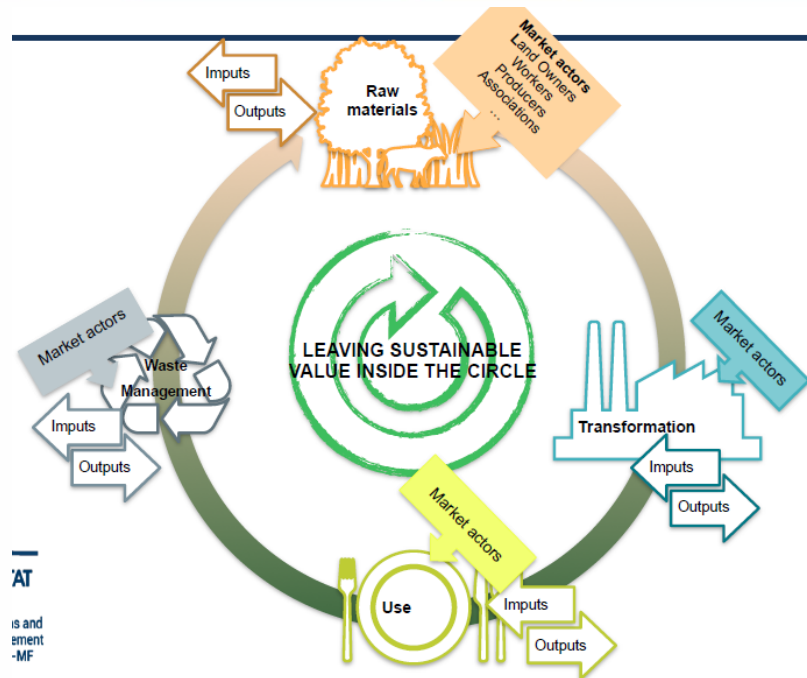 Imputs
Outputs
Raw
materials
Market actors
Land Owners
Workers
Producers
Associations
...
Market actors
Waste
Management
Imputs
Outputs
LEAVING SUSTAINABLE
VALUE INSIDE THE CIRCLE
Market actors
Transformation
Imputs
Outputs
Market actors
Use
Imputs
Outputs
TAT
s and
ement
-MF